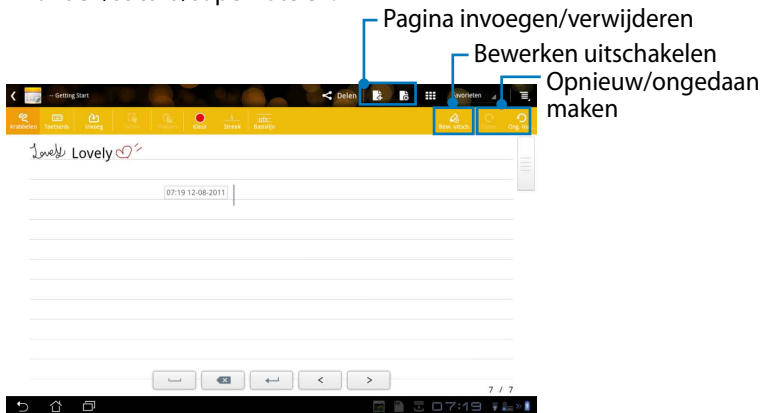 Pagina invoegen/verwijderen
Bewerken uitschakelen
Opnieuw/ongedaan
maken
-- Getting Start
Delen
Favorieten
Krabbelen Toetsenb Invoeg Kleur Streek Basislijn Bew. uitsch. Ong. m
Lovely Lovely
07:19 12-08-2011
7 / 7
07:19